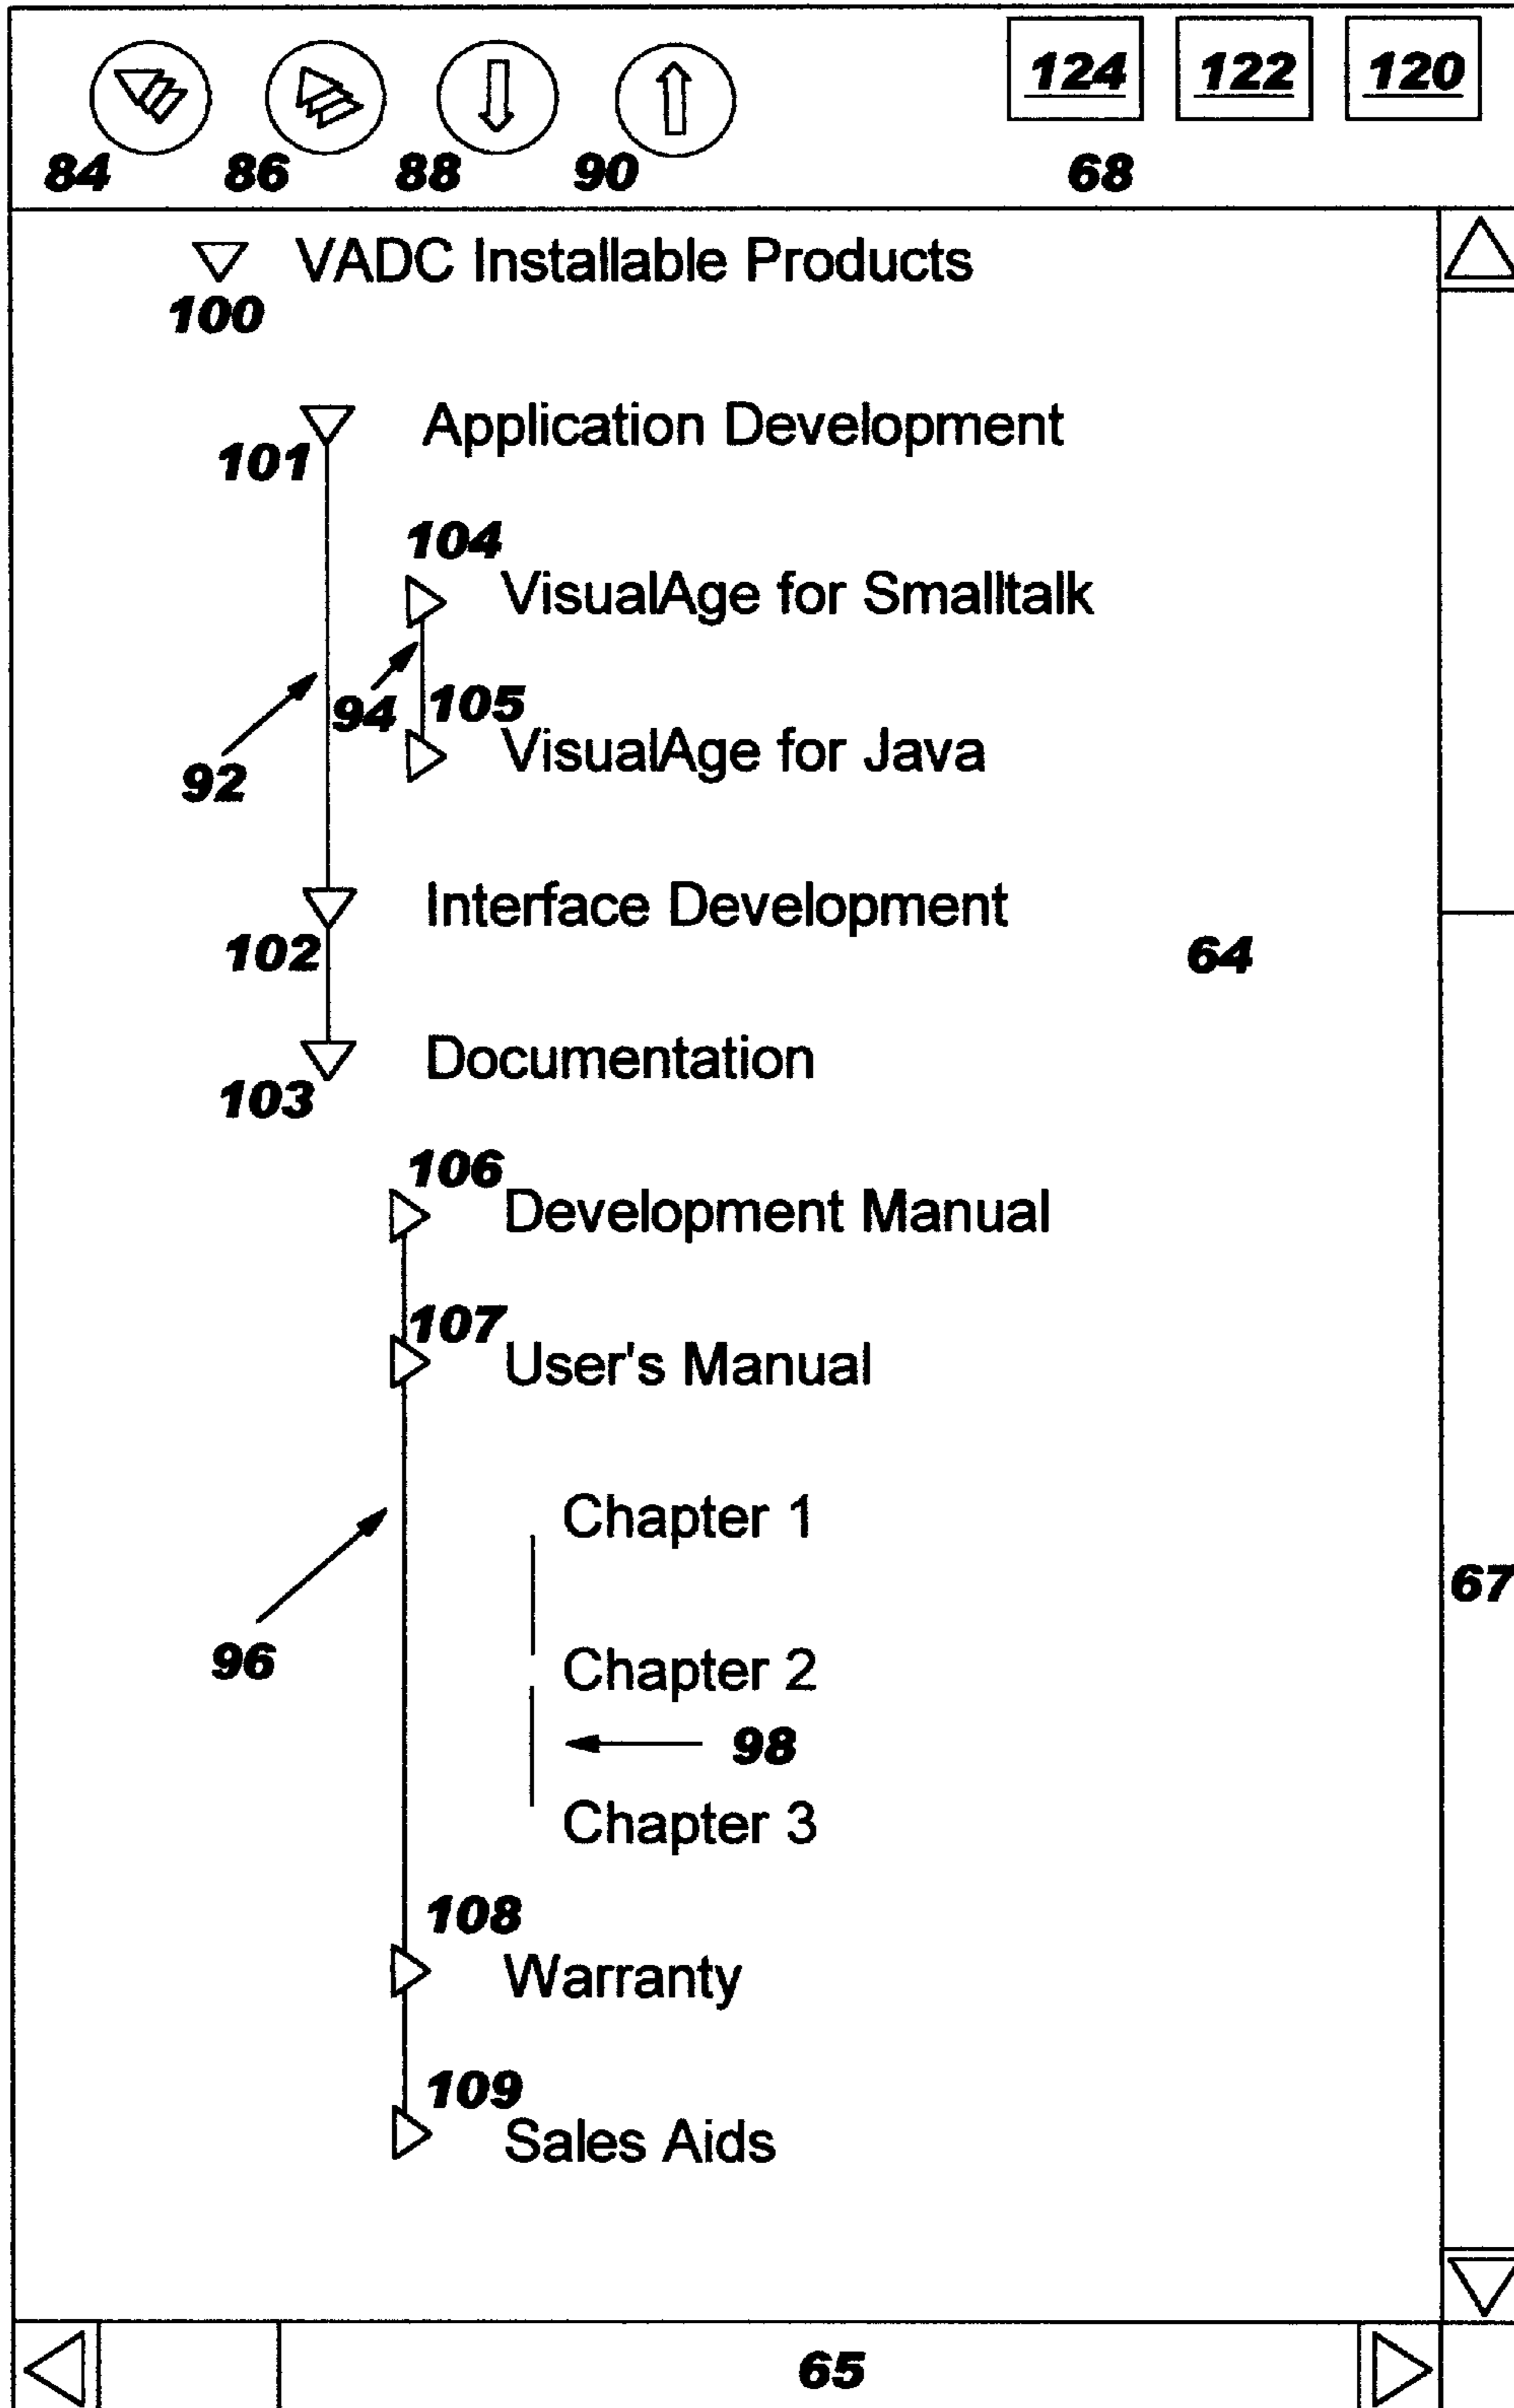 124 122 120
84 86 88 90 68
VADC Installable Products
100
Application Development
101
104
VisualAge for Smalltalk
94 105
VisualAge for Java
92
Interface Development
102 64
Documentation
103
106
Development Manual
107
User's Manual
Chapter 1
67
96
Chapter 2
98
Chapter 3
108
Warranty
109
Sales Aids
65